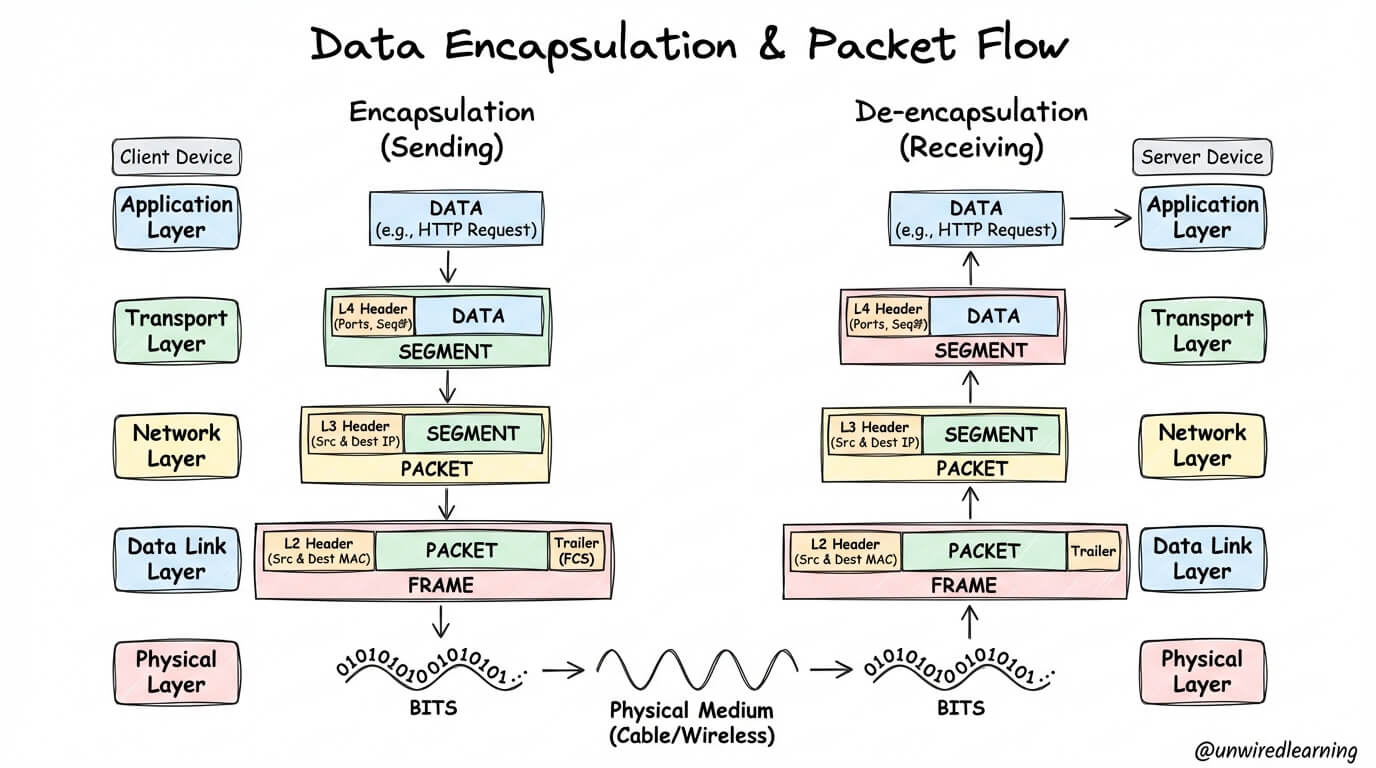 Data Encapsulation & Packet Flow
Encapsulation
(Sending)
De-encapsulation
(Receiving)
Client Device
Server Device
Application
Layer
DATA
(e.g., HTTP Request)
DATA
(e.g., HTTP Request)
Application
Layer
Transport
Layer
L4 Header
(Ports, Seq#)
DATA
SEGMENT
L4 Header
(Ports, Seq#)
DATA
SEGMENT
Transport
Layer
Network
Layer
L3 Header
(Src & Dest IP)
SEGMENT
PACKET
L3 Header
(Src & Dest IP)
SEGMENT
PACKET
Network
Layer
Data Link
Layer
L2 Header
(Src & Dest MAC)
PACKET
Trailer
(FCS)
FRAME
L2 Header
(Src & Dest MAC)
PACKET
Trailer
FRAME
Data Link
Layer
Physical
Layer
01010101001010101...
BITS
Physical Medium
(Cable/Wireless)
01010101001010101...
BITS
Physical
Layer
@unwiredlearning